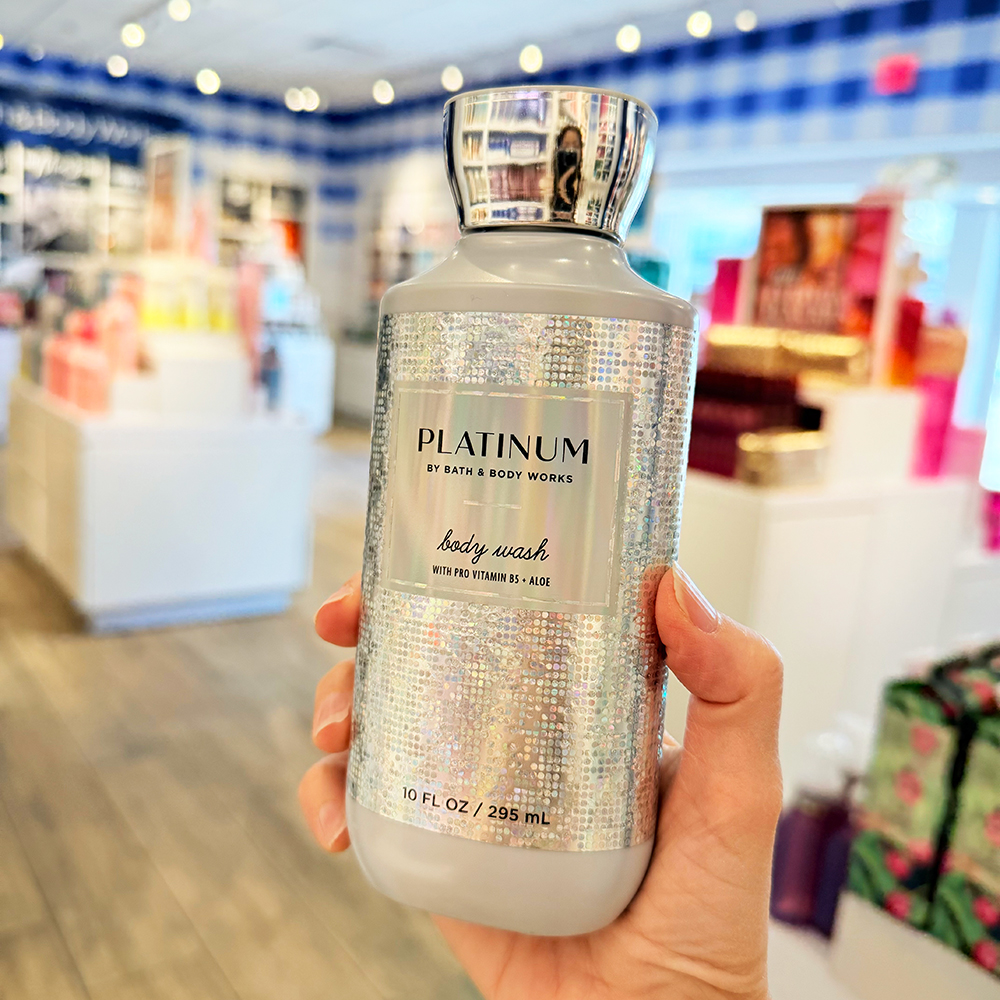 PLATINUM
BY BATH & BODY WORKS
body wash
WITH PRO VITAMIN B5 + ALOE
10 FL OZ / 295 mL